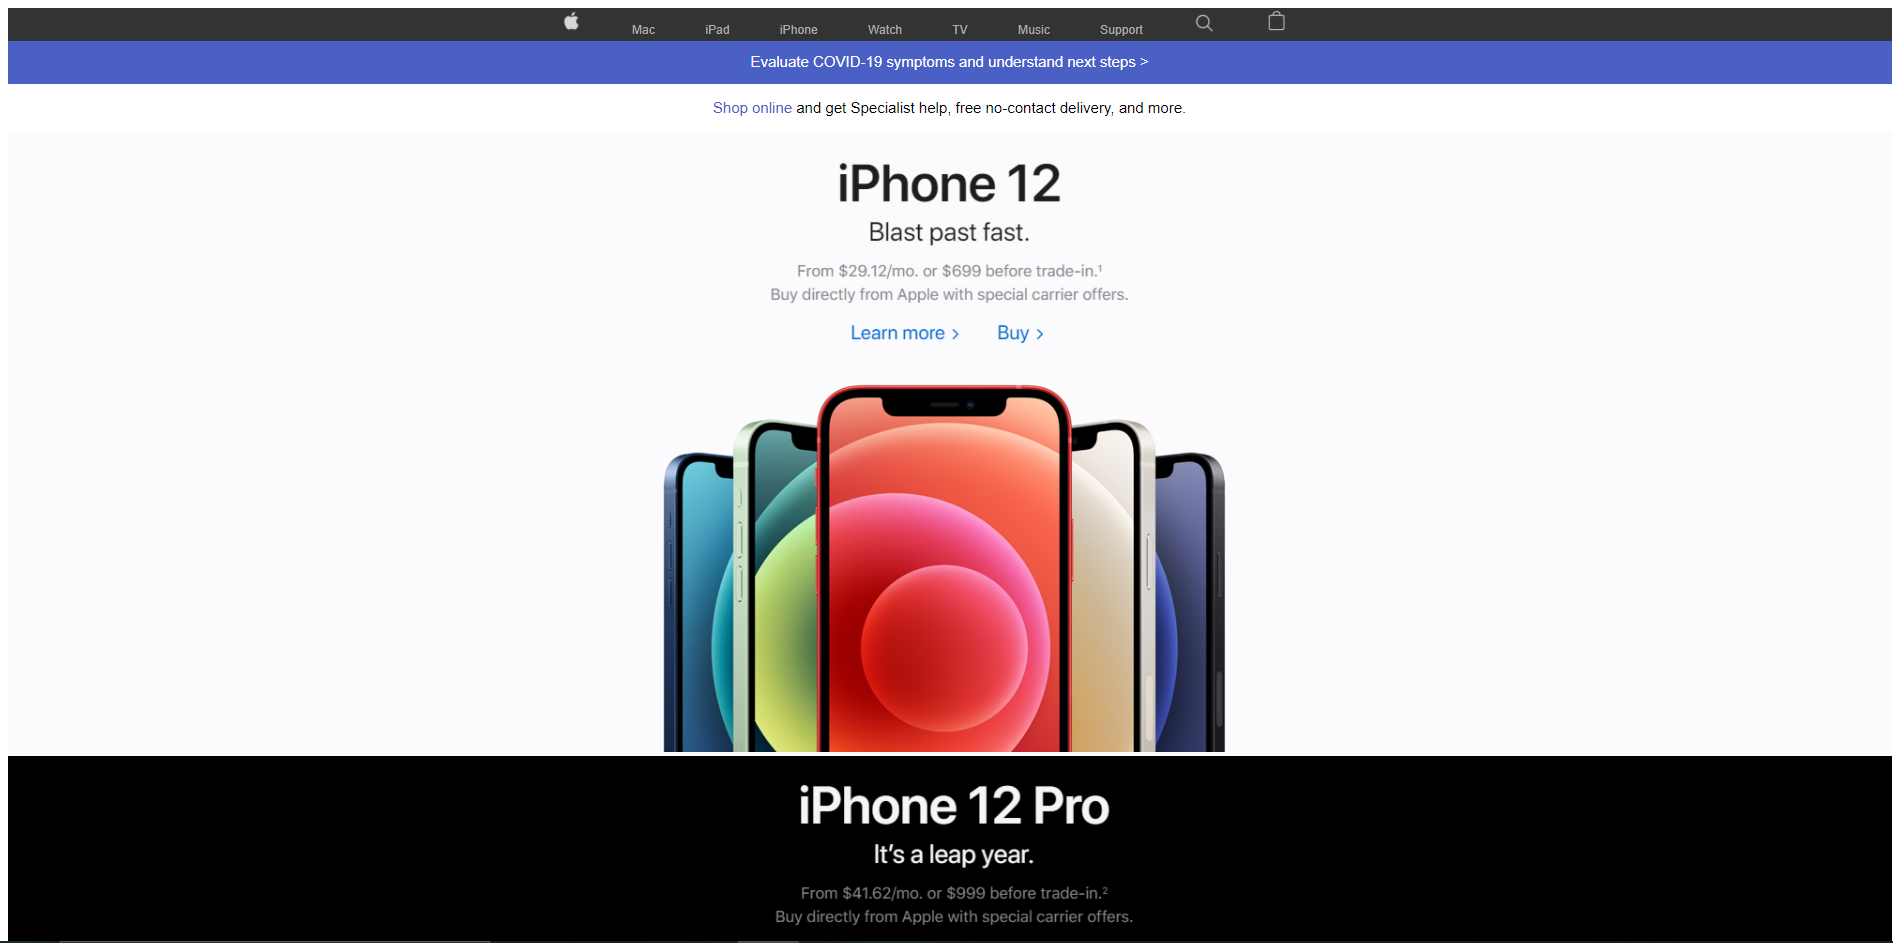 Mac iPad iPhone Watch TV Music Support
Evaluate COVID-19 symptoms and understand next steps >
Shop online and get Specialist help, free no-contact delivery, and more.
iPhone 12
Blast past fast.
From $29.12/mo. or $699 before trade-in.¹
Buy directly from Apple with special carrier offers.
Learn more > Buy >
iPhone 12 Pro
It's a leap year.
From $41.62/mo. or $999 before trade-in.²
Buy directly from Apple with special carrier offers.